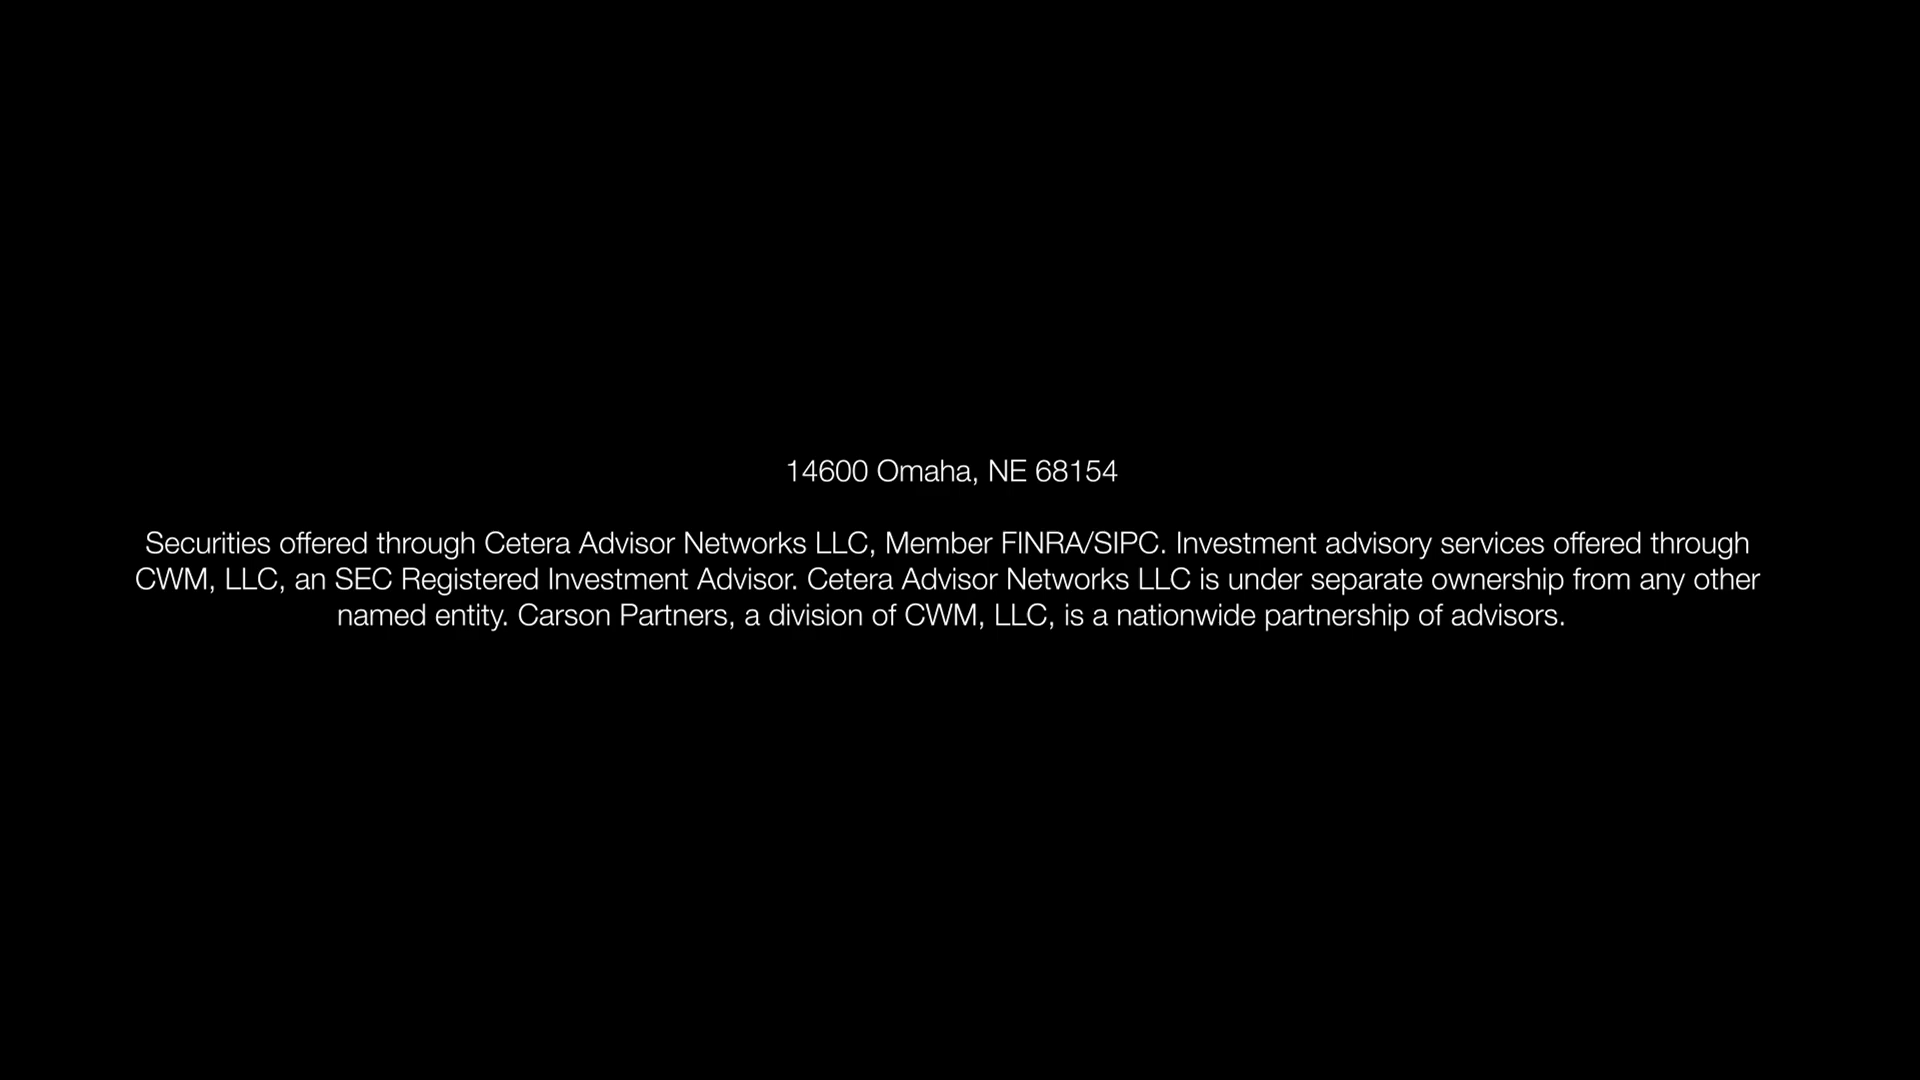 14600 Omaha, NE 68154
Securities offered through Cetera Advisor Networks LLC, Member FINRA/SIPC. Investment advisory services offered through
CWM, LLC, an SEC Registered Investment Advisor. Cetera Advisor Networks LLC is under separate ownership from any other
named entity. Carson Partners, a division of CWM, LLC, is a nationwide partnership of advisors.